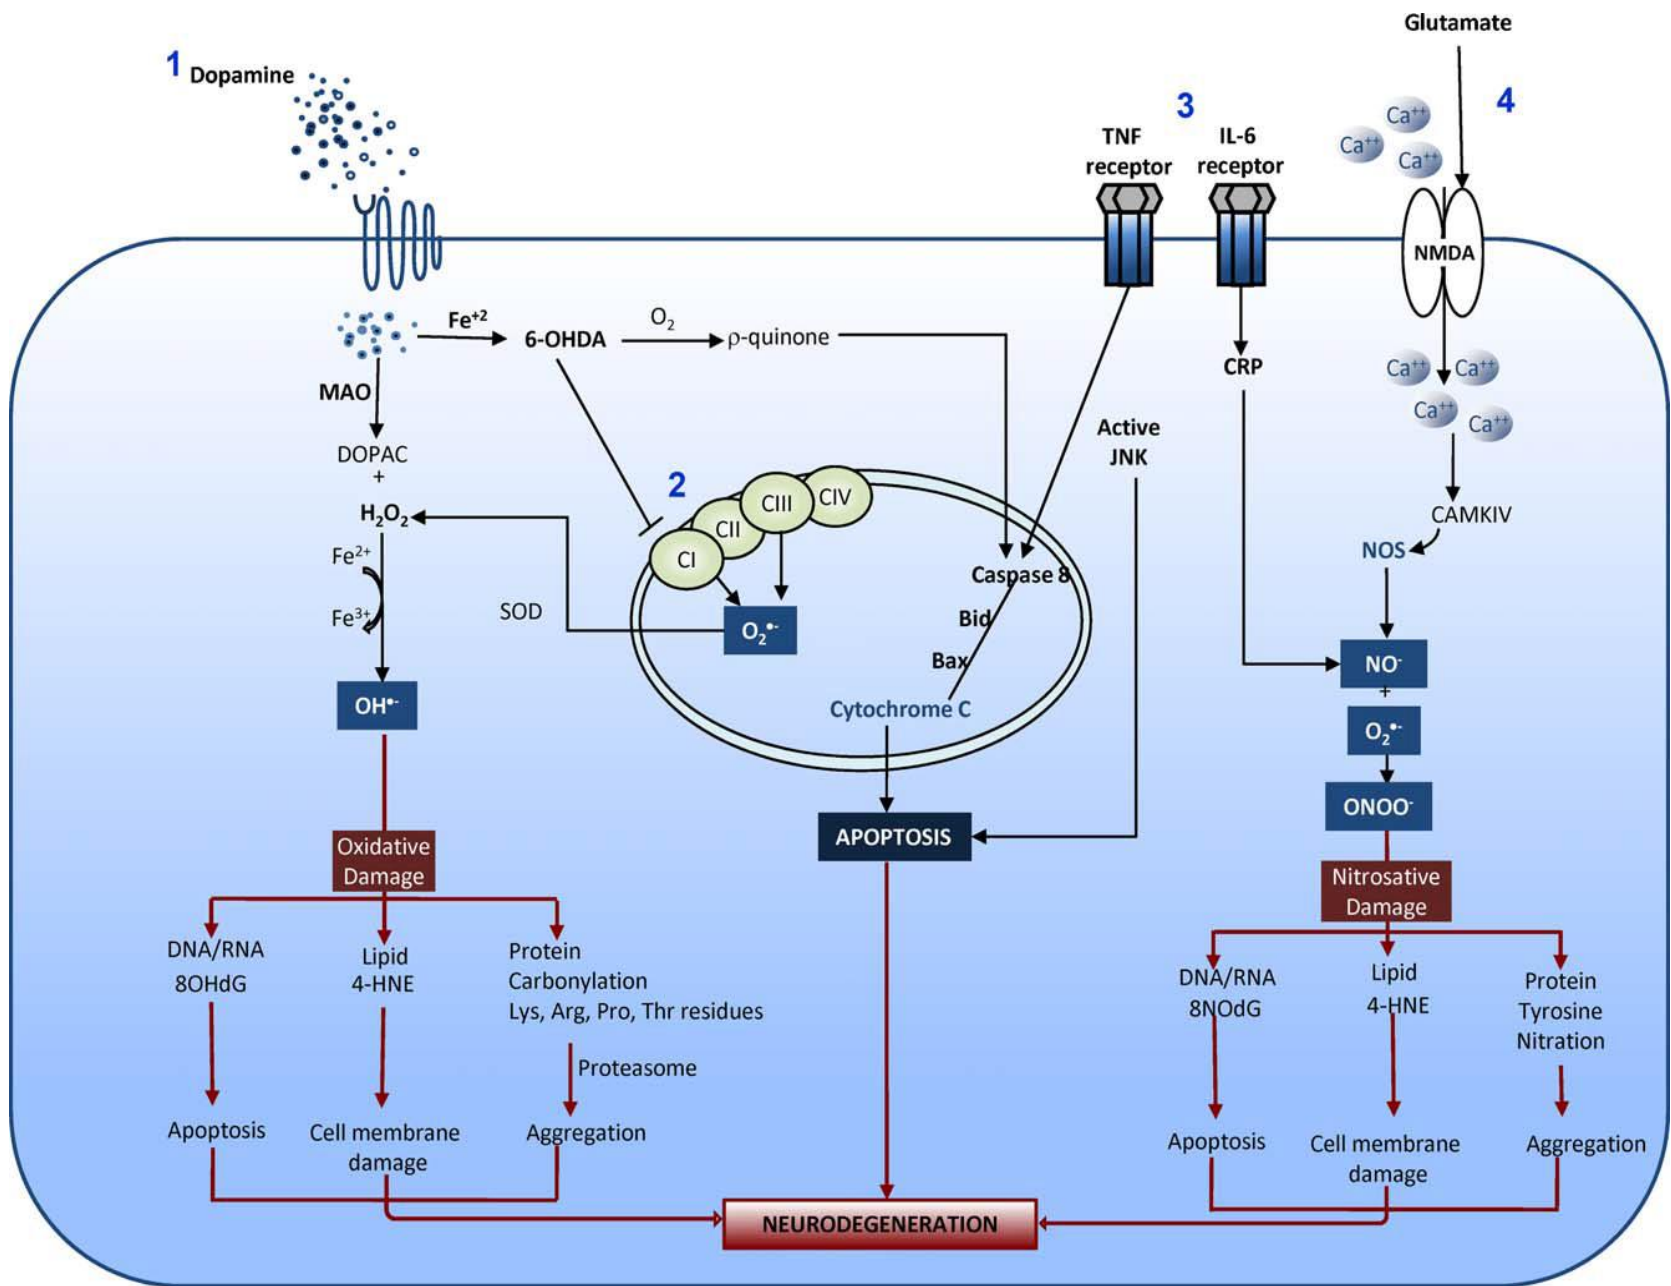 Glutamate
1
Dopamine
3
4
TNF
receptor
IL-6
receptor
Ca⁺⁺
Ca⁺⁺
Ca⁺⁺
NMDA
Fe⁺²
6-OHDA
O₂
ρ-quinone
MAO
CRP
Ca⁺⁺
Ca⁺⁺
Ca⁺⁺
Ca⁺⁺
DOPAC
+
H₂O₂
Active
JNK
2
CI
CII
CIII
CIV
CAMKIV
NOS
Fe²⁺
Fe³⁺
SOD
O₂•-
Caspase 8
Bid
Bax
Cytochrome C
NO⁻
+
O₂•-
ONOO⁻
OH•-
APOPTOSIS
Oxidative
Damage
Nitrosative
Damage
DNA/RNA
8OHdG
Lipid
4-HNE
Protein
Carbonylation
Lys, Arg, Pro, Thr residues
Proteasome
DNA/RNA
8NOdG
Lipid
4-HNE
Protein
Tyrosine
Nitration
Apoptosis
Cell membrane
damage
Aggregation
Apoptosis
Cell membrane
damage
Aggregation
NEURODEGENERATION